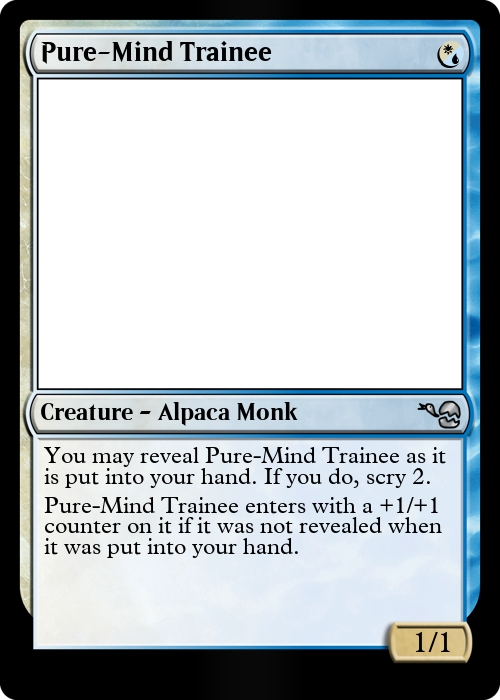 Pure-Mind Trainee
Creature - Alpaca Monk
You may reveal Pure-Mind Trainee as it
is put into your hand. If you do, scry 2.
Pure-Mind Trainee enters with a +1/+1
counter on it if it was not revealed when
it was put into your hand.
1/1